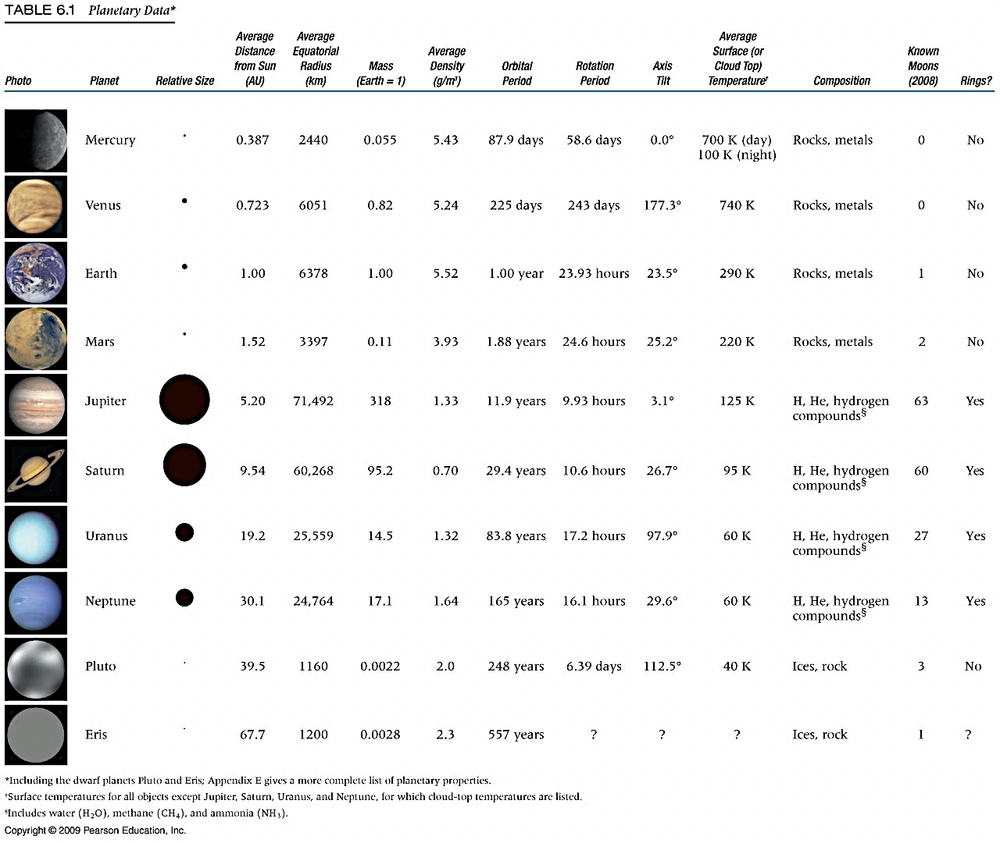 TABLE 6.1 Planetary Data*
Photo Planet Relative Size Average Distance from Sun (AU) Average Equatorial Radius (km) Mass (Earth = 1) Average Density (g/m³) Orbital Period Rotation Period Axis Tilt Average Surface (or Cloud Top) Temperature† Composition Known Moons (2008) Rings?
Mercury 0.387 2440 0.055 5.43 87.9 days 58.6 days 0.0° 700 K (day) 100 K (night) Rocks, metals 0 No
Venus 0.723 6051 0.82 5.24 225 days 243 days 177.3° 740 K Rocks, metals 0 No
Earth 1.00 6378 1.00 5.52 1.00 year 23.93 hours 23.5° 290 K Rocks, metals 1 No
Mars 1.52 3397 0.11 3.93 1.88 years 24.6 hours 25.2° 220 K Rocks, metals 2 No
Jupiter 5.20 71,492 318 1.33 11.9 years 9.93 hours 3.1° 125 K H, He, hydrogen compounds§ 63 Yes
Saturn 9.54 60,268 95.2 0.70 29.4 years 10.6 hours 26.7° 95 K H, He, hydrogen compounds§ 60 Yes
Uranus 19.2 25,559 14.5 1.32 83.8 years 17.2 hours 97.9° 60 K H, He, hydrogen compounds§ 27 Yes
Neptune 30.1 24,764 17.1 1.64 165 years 16.1 hours 29.6° 60 K H, He, hydrogen compounds§ 13 Yes
Pluto 39.5 1160 0.0022 2.0 248 years 6.39 days 112.5° 40 K Ices, rock 3 No
Eris 67.7 1200 0.0028 2.3 557 years ? ? ? Ices, rock 1 ?
*Including the dwarf planets Pluto and Eris; Appendix E gives a more complete list of planetary properties.
†Surface temperatures for all objects except Jupiter, Saturn, Uranus, and Neptune, for which cloud-top temperatures are listed.
§Includes water (H₂O), methane (CH₄), and ammonia (NH₃).
Copyright © 2009 Pearson Education, Inc.